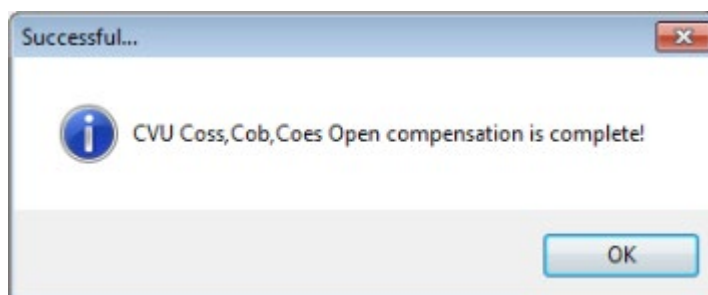 Successful...
CVU Coss,Cob,Coes Open compensation is complete!
OK